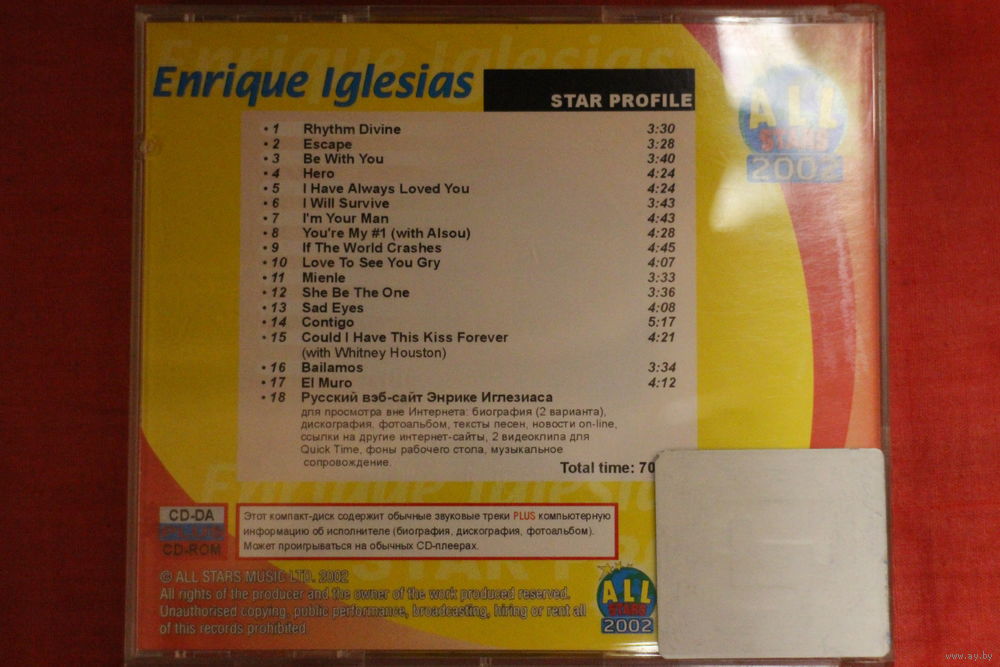 Enrique Iglesias
STAR PROFILE
ALL
STARS
2002
• 1 Rhythm Divine 3:30
• 2 Escape 3:28
• 3 Be With You 3:40
• 4 Hero 4:24
• 5 I Have Always Loved You 4:24
• 6 I Will Survive 3:43
• 7 I'm Your Man 4:43
• 8 You're My #1 (with Alsou) 4:28
• 9 If The World Crashes 4:45
• 10 Love To See You Gry 4:07
• 11 Mienle 3:33
• 12 She Be The One 3:36
• 13 Sad Eyes 4:08
• 14 Contigo 5:17
• 15 Could I Have This Kiss Forever 4:21
(with Whitney Houston)
• 16 Bailamos 3:34
• 17 El Muro 4:12
• 18 Русский вэб-сайт Энрике Иглезиаса
для просмотра вне Интернета: биография (2 варианта),
дискография, фотоальбом, тексты песен, новости on-line,
ссылки на другие интернет-сайты, 2 видеоклипа для
Quick Time, фоны рабочего стола, музыкальное
сопровождение.
Total time: 70
CD-DA
CD-ROM
Этот компакт-диск содержит обычные звуковые треки PLUS компьютерную
информацию об исполнителе (биография, дискография, фотоальбом).
Может проигрываться на обычных CD-плеерах.
© ALL STARS MUSIC LTD. 2002
All rights of the producer and the owner of the work produced reserved.
Unauthorised copying, public performance, broadcasting, hiring or rent all
of this records prohibited.
ALL
STARS
2002
www.ay.by